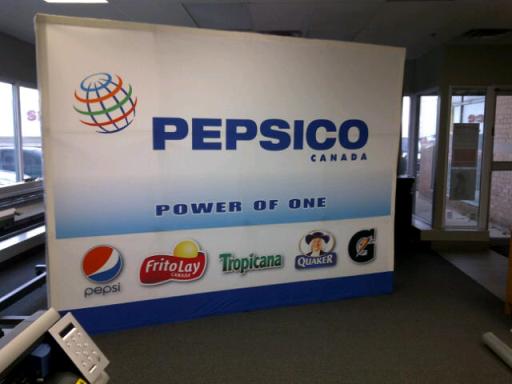 PEPSICO
CANADA
POWER OF ONE
pepsi
FritoLay
CANADA
Tropicana
QUAKER
G